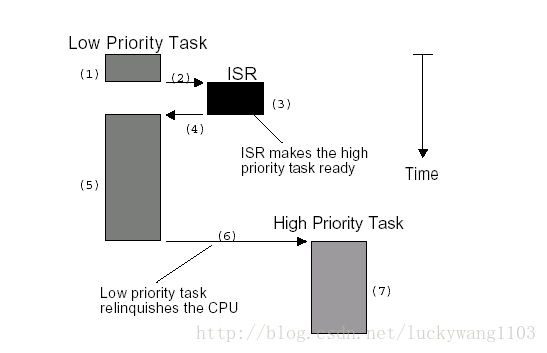 Low Priority Task
(1)
(2)
ISR
(3)
(4)
ISR makes the high
priority task ready
Time
(5)
High Priority Task
(6)
Low priority task
relinquishes the CPU
(7)
http://blog.csdn.net/luckywang1103